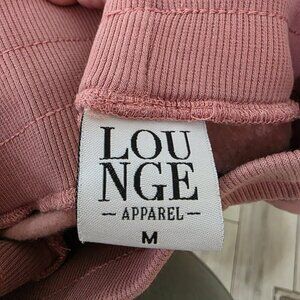 LOU
NGE
— APPAREL —
M